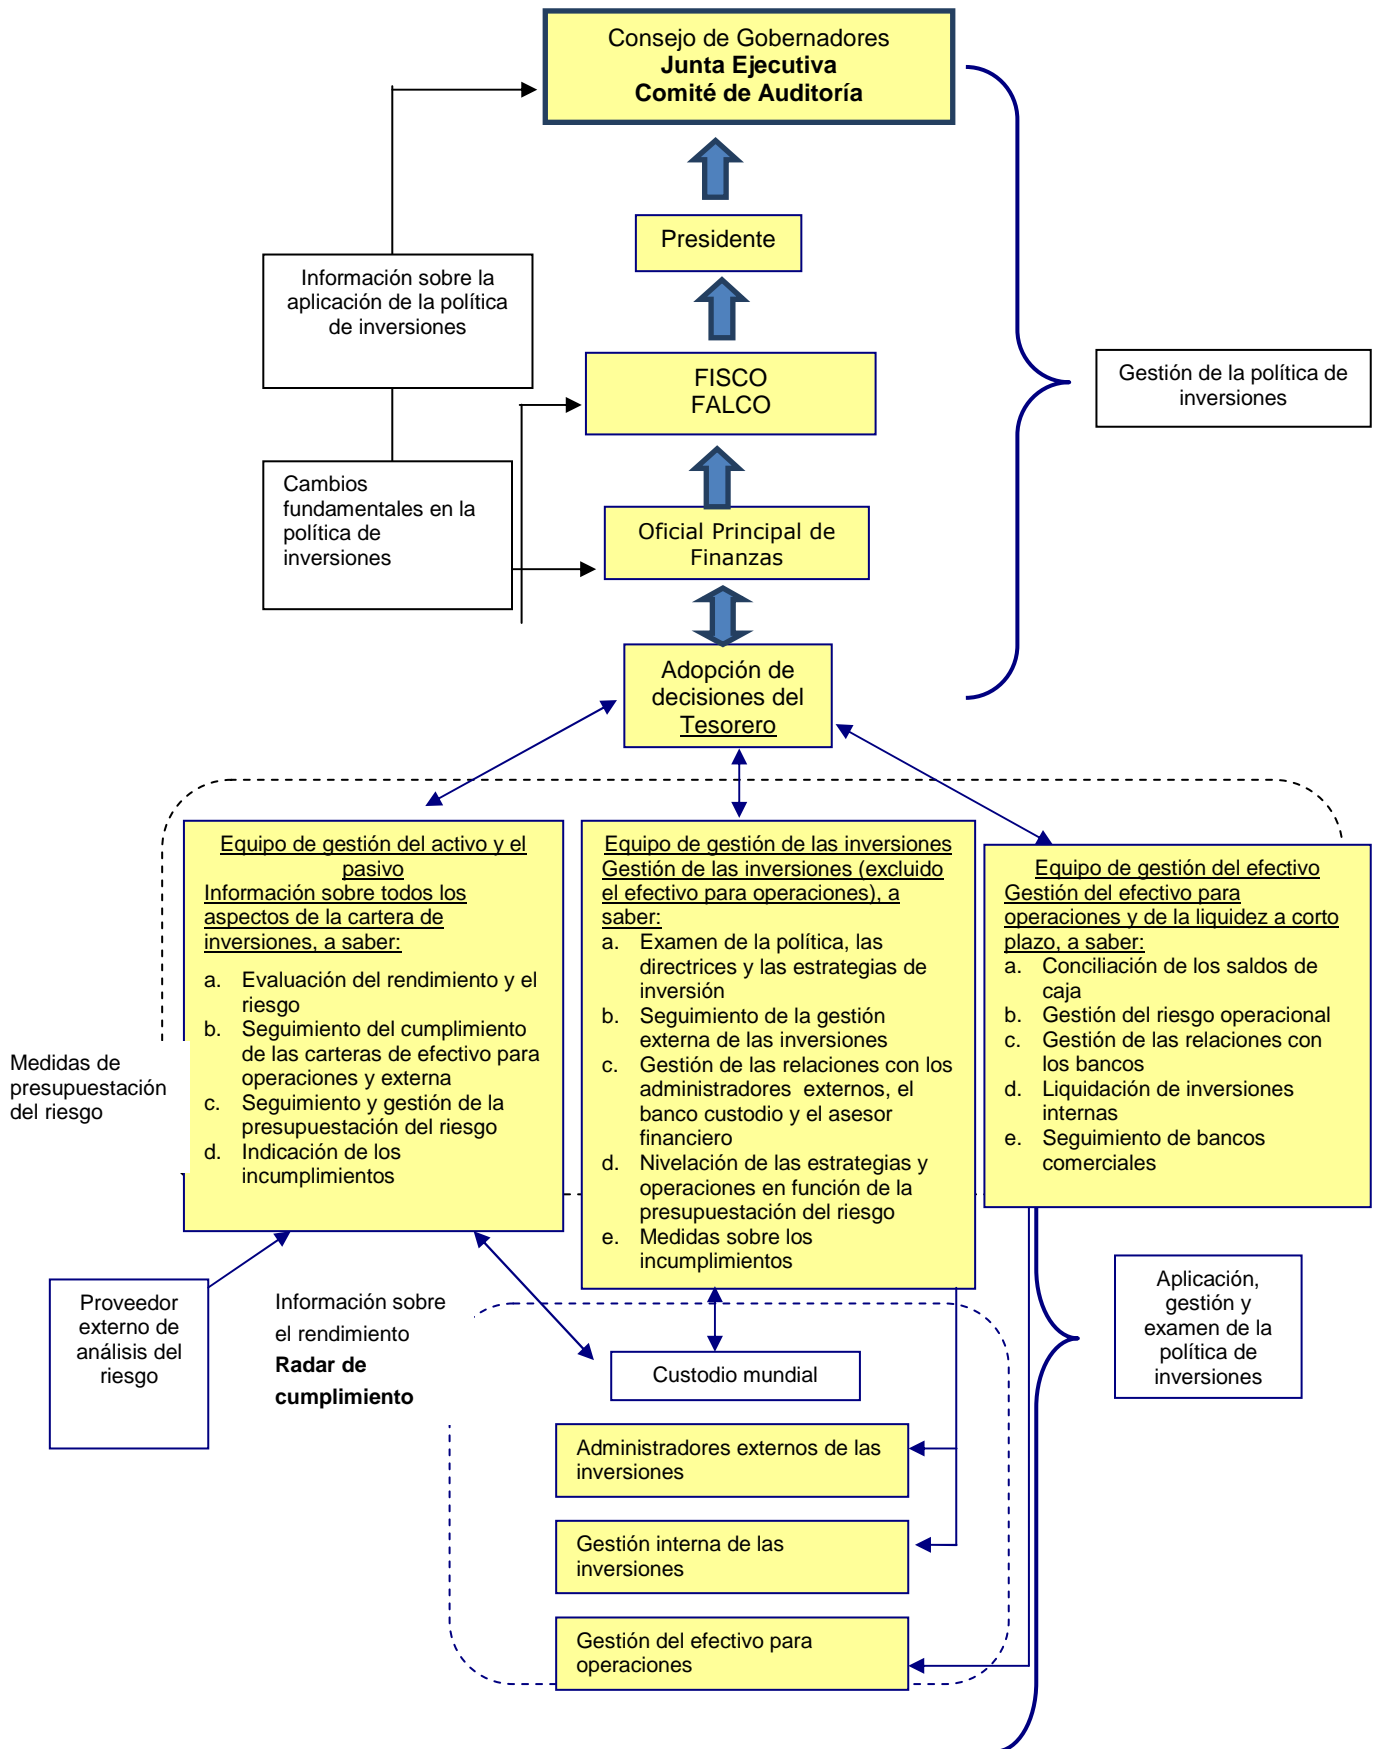 Consejo de Gobernadores
Junta Ejecutiva
Comité de Auditoría
Presidente
Información sobre la
aplicación de la política
de inversiones
FISCO
FALCO
Gestión de la política de
inversiones
Cambios
fundamentales en la
política de
inversiones
Oficial Principal de
Finanzas
Adopción de
decisiones del
Tesorero
Equipo de gestión del activo y el
pasivo
Información sobre todos los
aspectos de la cartera de
inversiones, a saber:
a. Evaluación del rendimiento y el
riesgo
b. Seguimiento del cumplimiento
de las carteras de efectivo para
operaciones y externa
c. Seguimiento y gestión de la
presupuestación del riesgo
d. Indicación de los
incumplimientos
Equipo de gestión de las inversiones
Gestión de las inversiones (excluido
el efectivo para operaciones), a
saber:
a. Examen de la política, las
directrices y las estrategias de
inversión
b. Seguimiento de la gestión
externa de las inversiones
c. Gestión de las relaciones con los
administradores externos, el
banco custodio y el asesor
financiero
d. Nivelación de las estrategias y
operaciones en función de la
presupuestación del riesgo
e. Medidas sobre los
incumplimientos
Equipo de gestión del efectivo
Gestión del efectivo para
operaciones y de la liquidez a corto
plazo, a saber:
a. Conciliación de los saldos de
caja
b. Gestión del riesgo operacional
c. Gestión de las relaciones con
los bancos
d. Liquidación de inversiones
internas
e. Seguimiento de bancos
comerciales
Medidas de
presupuestación
del riesgo
Proveedor
externo de
análisis del
riesgo
Información sobre
el rendimiento
Radar de
cumplimiento
Custodio mundial
Aplicación,
gestión y
examen de la
política de
inversiones
Administradores externos de las
inversiones
Gestión interna de las
inversiones
Gestión del efectivo para
operaciones